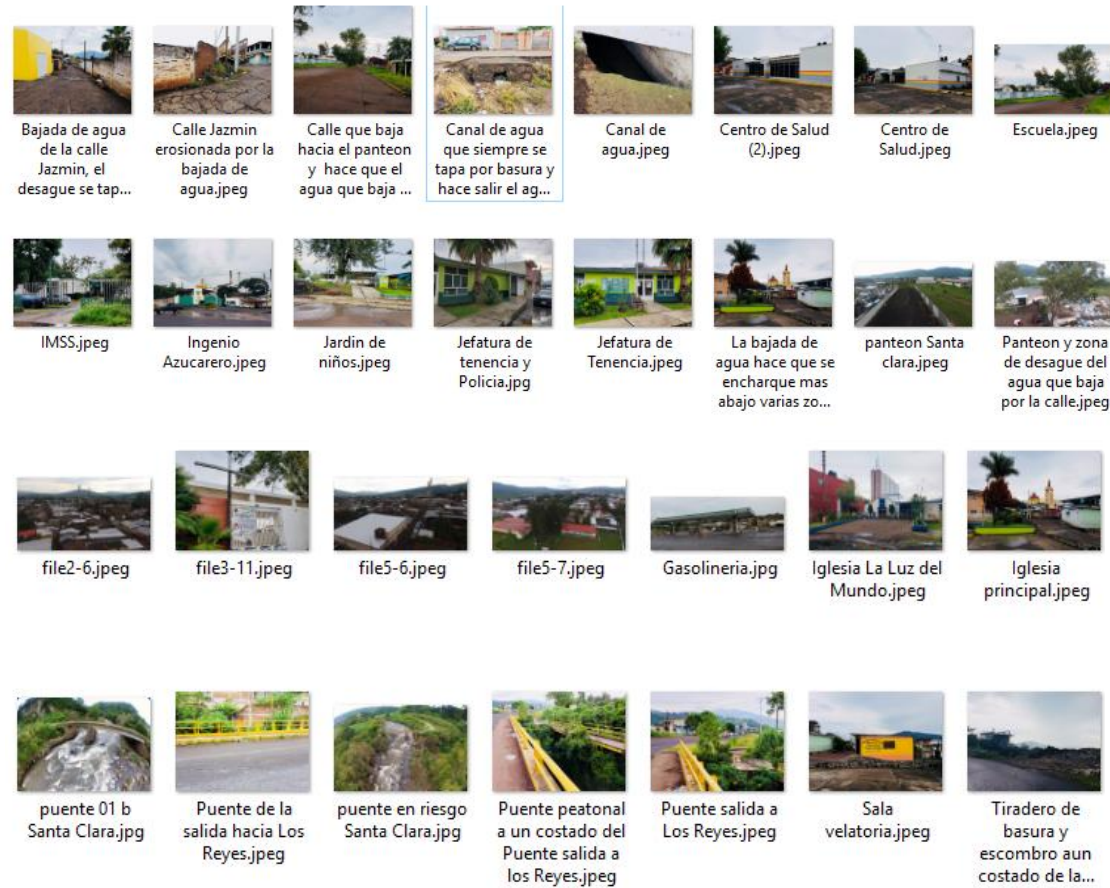 Bajada de agua
de la calle
Jazmin, el
desague se tap...
Calle Jazmin
erosionada por la
bajada de
agua.jpeg
Calle que baja
hacia el panteon
y hace que el
agua que baja ...
Canal de agua
que siempre se
tapa por basura y
hace salir el ag...
Canal de
agua.jpeg
Centro de Salud
(2).jpeg
Centro de
Salud.jpeg
Escuela.jpeg
IMSS.jpeg
Ingenio
Azucarero.jpeg
Jardin de
niños.jpeg
Jefatura de
tenencia y
Policia.jpg
Jefatura de
Tenencia.jpeg
La bajada de
agua hace que se
encharque mas
abajo varias zo...
panteon Santa
clara.jpeg
Panteon y zona
de desague del
agua que baja
por la calle.jpeg
file2-6.jpeg
file3-11.jpeg
file5-6.jpeg
file5-7.jpeg
Gasolineria.jpg
Iglesia La Luz del
Mundo.jpeg
Iglesia
principal.jpeg
puente 01 b
Santa Clara.jpg
Puente de la
salida hacia Los
Reyes.jpeg
puente en riesgo
Santa Clara.jpg
Puente peatonal
a un costado del
Puente salida a
los Reyes.jpeg
Puente salida a
Los Reyes.jpeg
Sala
velatoria.jpeg
Tiradero de
basura y
escombro aun
costado de la...